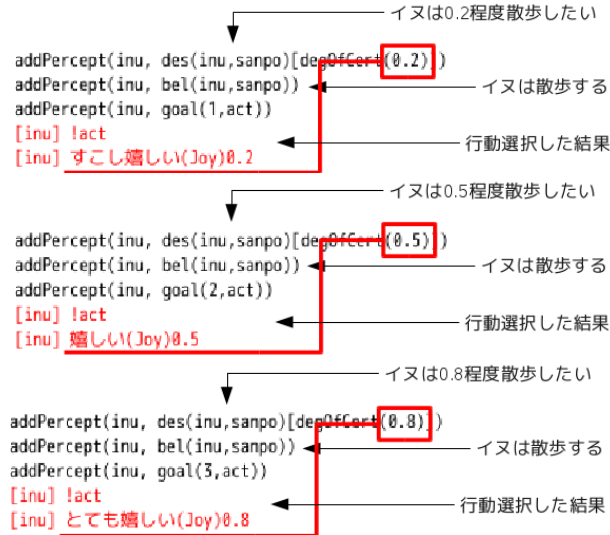 イヌは0.2程度散歩したい
addPercept(inu, des(inu,sanpo)[degOfCert(0.2)])
addPercept(inu, bel(inu,sanpo)) イヌは散歩する
addPercept(inu, goal(1,act))
[inu] !act 行動選択した結果
[inu] すこし嬉しい(Joy)0.2
イヌは0.5程度散歩したい
addPercept(inu, des(inu,sanpo)[degOfCert(0.5)])
addPercept(inu, bel(inu,sanpo)) イヌは散歩する
addPercept(inu, goal(2,act))
[inu] !act 行動選択した結果
[inu] 嬉しい(Joy)0.5
イヌは0.8程度散歩したい
addPercept(inu, des(inu,sanpo)[degOfCert(0.8)])
addPercept(inu, bel(inu,sanpo)) イヌは散歩する
addPercept(inu, goal(3,act))
[inu] !act 行動選択した結果
[inu] とても嬉しい(Joy)0.8